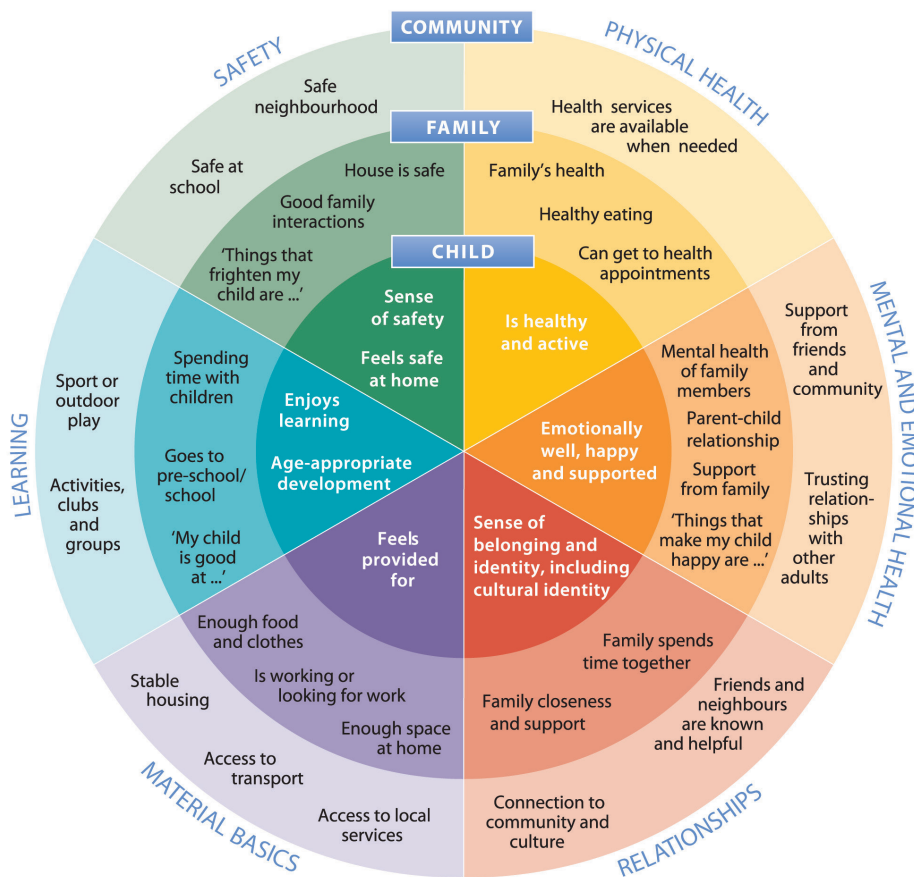 COMMUNITY
FAMILY
CHILD
SAFETY
Safe
neighbourhood
Safe at
school
House is safe
Good family
interactions
‘Things that
frighten my
child are ...’
Sense
of safety
Feels safe
at home
PHYSICAL HEALTH
Health services
are available
when needed
Family’s health
Healthy eating
Can get to health
appointments
Is healthy
and active
MENTAL AND EMOTIONAL HEALTH
Support
from
friends
and
community
Trusting
relation-
ships
with
other
adults
Mental health
of family
members
Parent-child
relationship
Support
from family
‘Things that
make my child
happy are ...’
Emotionally
well, happy
and supported
RELATIONSHIPS
Friends and
neighbours
are known
and helpful
Connection to
community and
culture
Family spends
time together
Family closeness
and support
Sense of
belonging and
identity, including
cultural identity
MATERIAL BASICS
Stable
housing
Access to
transport
Access to local
services
Enough food
and clothes
Is working or
looking for work
Enough space
at home
Feels
provided
for
LEARNING
Sport or
outdoor
play
Activities,
clubs
and
groups
Spending
time with
children
Goes to
pre-school/
school
‘My child
is good
at ...’
Enjoys
learning
Age-appropriate
development